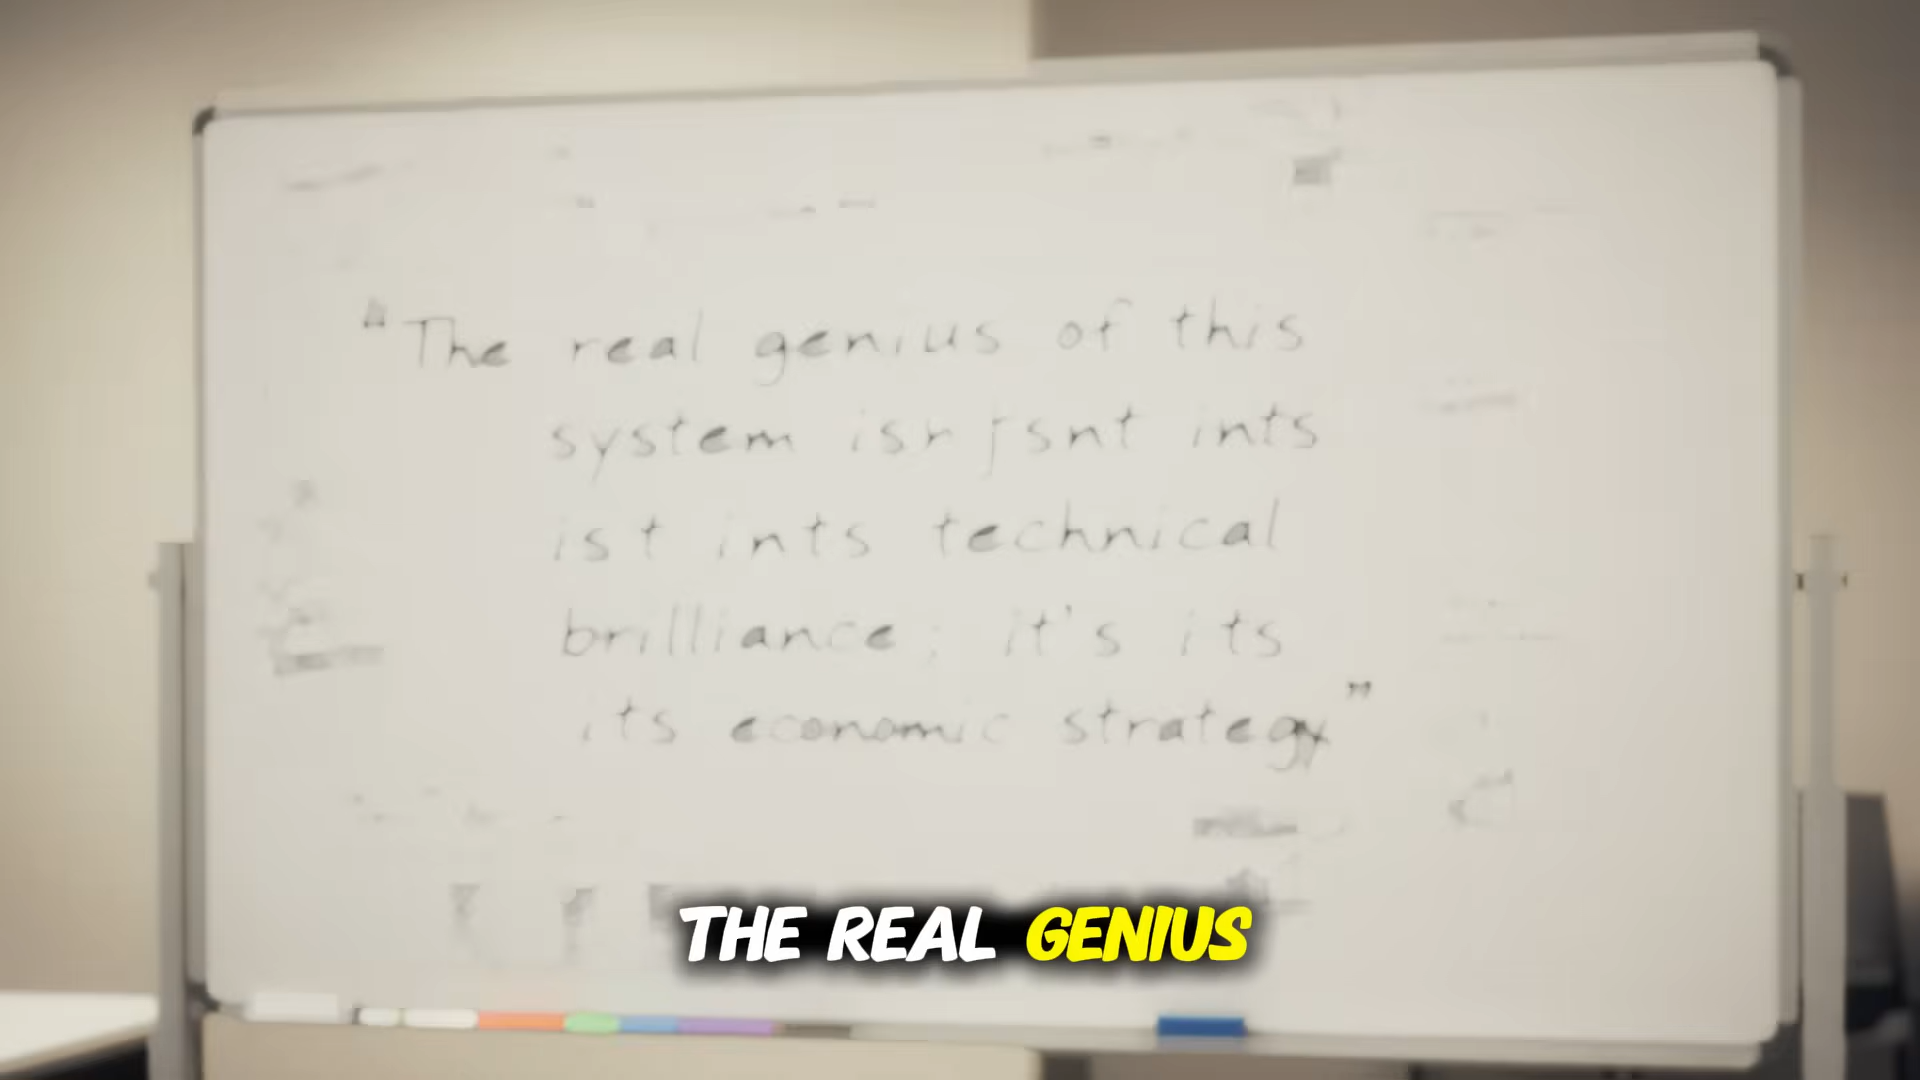 "The real genius of this
system isn jsnt ints
ist ints technical
brilliance; it's its
its economic strategy"
THE REAL GENIUS